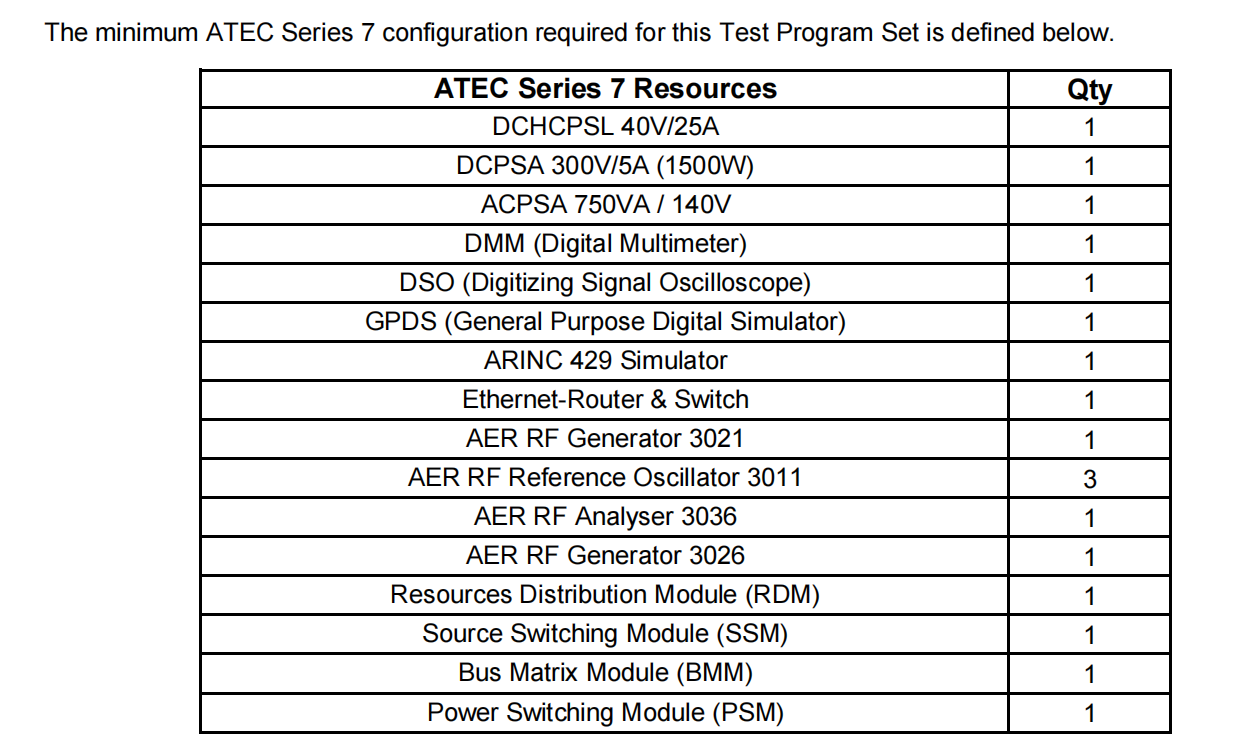 The minimum ATEC Series 7 configuration required for this Test Program Set is defined below.
ATEC Series 7 Resources Qty
DCHCPSL 40V/25A 1
DCPSA 300V/5A (1500W) 1
ACPSA 750VA / 140V 1
DMM (Digital Multimeter) 1
DSO (Digitizing Signal Oscilloscope) 1
GPDS (General Purpose Digital Simulator) 1
ARINC 429 Simulator 1
Ethernet-Router & Switch 1
AER RF Generator 3021 1
AER RF Reference Oscillator 3011 3
AER RF Analyser 3036 1
AER RF Generator 3026 1
Resources Distribution Module (RDM) 1
Source Switching Module (SSM) 1
Bus Matrix Module (BMM) 1
Power Switching Module (PSM) 1